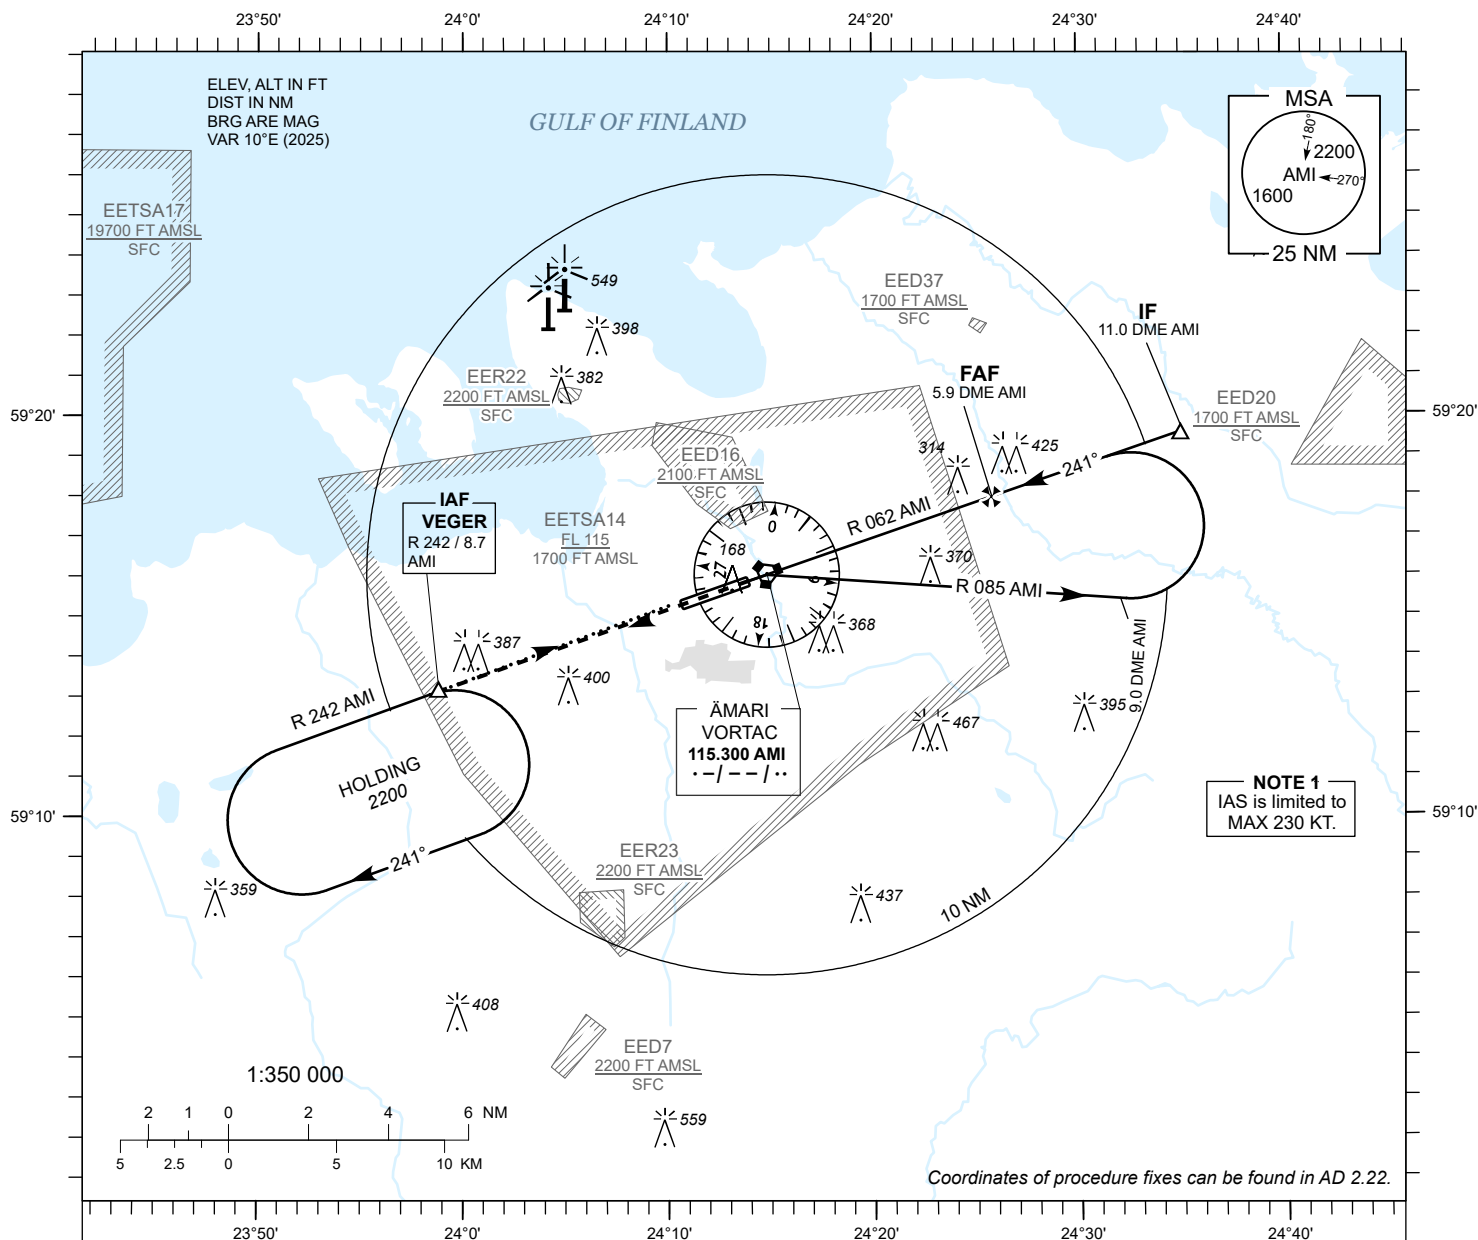 23°50'
24°0'
24°10'
24°20'
24°30'
24°40'
ELEV, ALT IN FT
DIST IN NM
BRG ARE MAG
VAR 10°E (2025)
GULF OF FINLAND
MSA
180°
2200
AMI
270°
1600
25 NM
EETSA17
19700 FT AMSL
SFC
549
398
382
EED37
1700 FT AMSL
SFC
IF
11.0 DME AMI
FAF
5.9 DME AMI
EER22
2200 FT AMSL
SFC
EED20
1700 FT AMSL
SFC
59°20'
59°20'
314
425
241°
EED16
2100 FT AMSL
SFC
IAF
VEGER
R 242 / 8.7
AMI
EETSA14
FL 115
1700 FT AMSL
R 062 AMI
0
168
27
9
18
370
R 085 AMI
368
387
400
9.0 DME AMI
395
R 242 AMI
467
ÄMARI
VORTAC
115.300 AMI
· –/ – – / ··
HOLDING
2200
NOTE 1
IAS is limited to
MAX 230 KT.
59°10'
59°10'
241°
EER23
2200 FT AMSL
SFC
359
437
10 NM
408
EED7
2200 FT AMSL
SFC
1:350 000
2 1 0 2 4 6 NM
5 2.5 0 5 10 KM
559
Coordinates of procedure fixes can be found in AD 2.22.
23°50'
24°0'
24°10'
24°20'
24°30'
24°40'